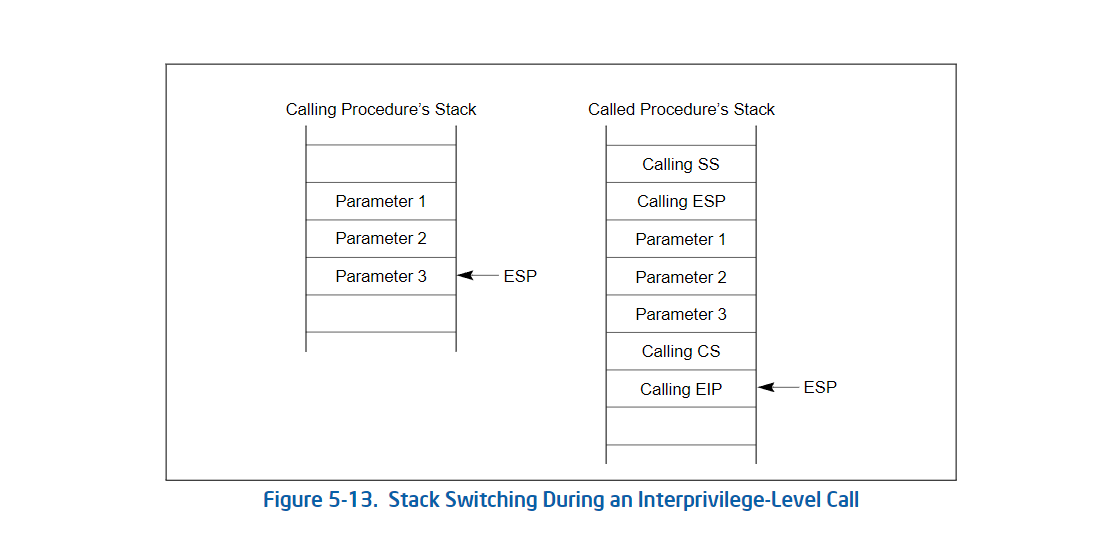 Calling Procedure's Stack
Parameter 1
Parameter 2
Parameter 3
ESP
Called Procedure's Stack
Calling SS
Calling ESP
Parameter 1
Parameter 2
Parameter 3
Calling CS
Calling EIP
ESP
Figure 5-13. Stack Switching During an Interprivilege-Level Call